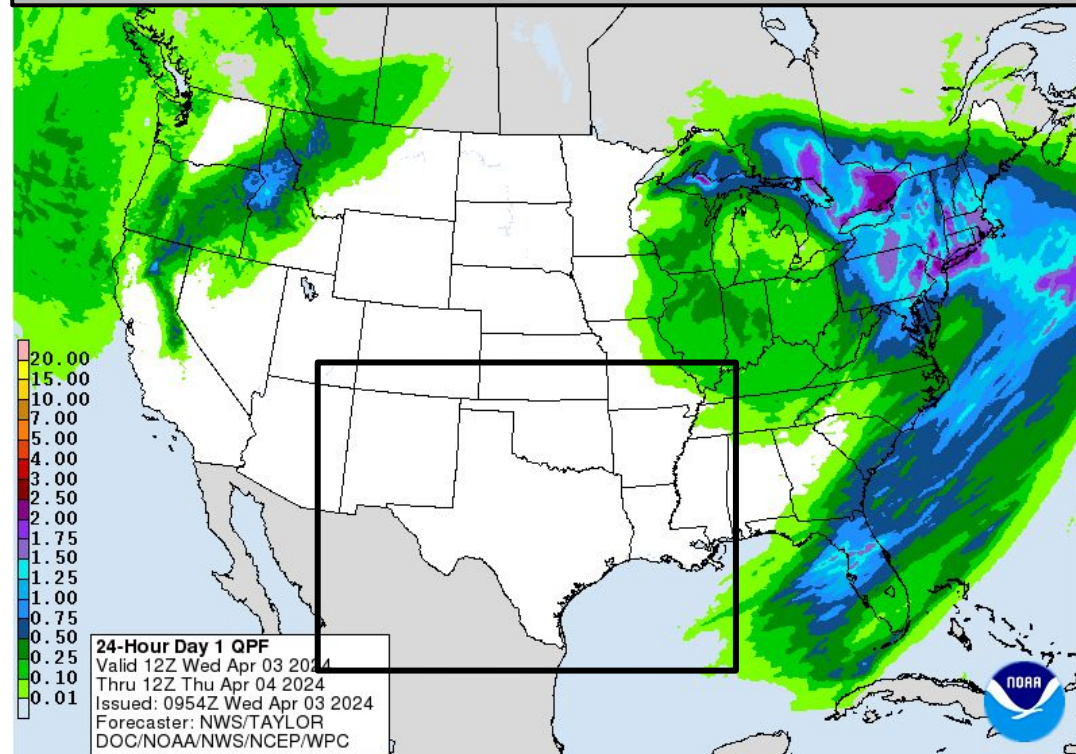 20.00
15.00
10.00
7.00
5.00
4.00
3.00
2.50
2.00
1.75
1.50
1.25
1.00
0.75
0.50
0.25
0.10
0.01
24-Hour Day 1 QPF
Valid 12Z Wed Apr 03 2024
Thru 12Z Thu Apr 04 2024
Issued: 0954Z Wed Apr 03 2024
Forecaster: NWS/TAYLOR
DOC/NOAA/NWS/NCEP/WPC
NOAA